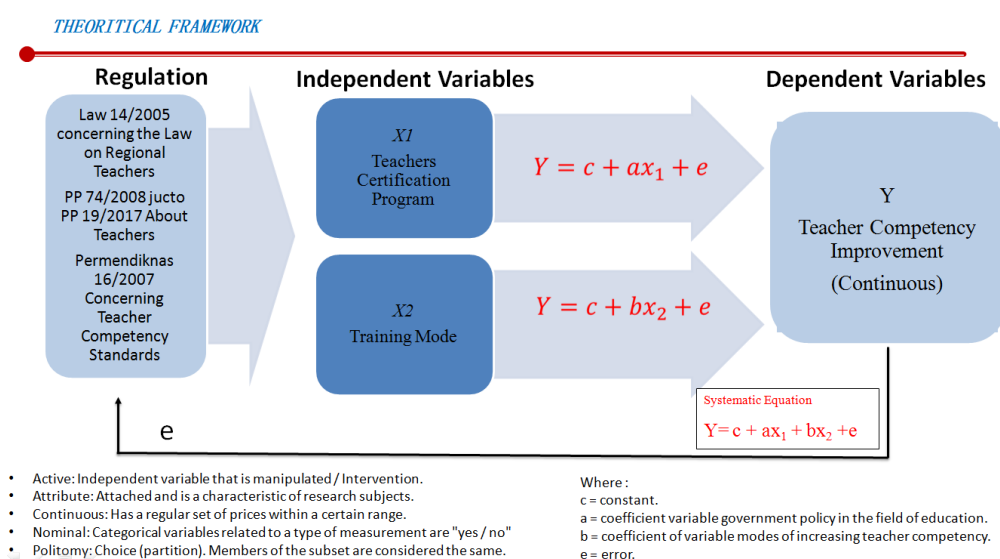 THEORITICAL FRAMEWORK
Regulation
Law 14/2005
concerning the Law
on Regional
Teachers
PP 74/2008 jucto
PP 19/2017 About
Teachers
Permendiknas
16/2007
Concerning
Teacher
Competency
Standards
Independent Variables
X1
Teachers
Certification
Program
X2
Training Mode
Y = c + ax₁ + e
Y = c + bx₂ + e
Dependent Variables
Y
Teacher Competency
Improvement
(Continuous)
Systematic Equation
Y= c + ax₁ + bx₂ +e
e
• Active: Independent variable that is manipulated / Intervention.
• Attribute: Attached and is a characteristic of research subjects.
• Continuous: Has a regular set of prices within a certain range.
• Nominal: Categorical variables related to a type of measurement are "yes / no"
• Politomy: Choice (partition). Members of the subset are considered the same.
Where :
c = constant.
a = coefficient variable government policy in the field of education.
b = coefficient of variable modes of increasing teacher competency.
e = error.